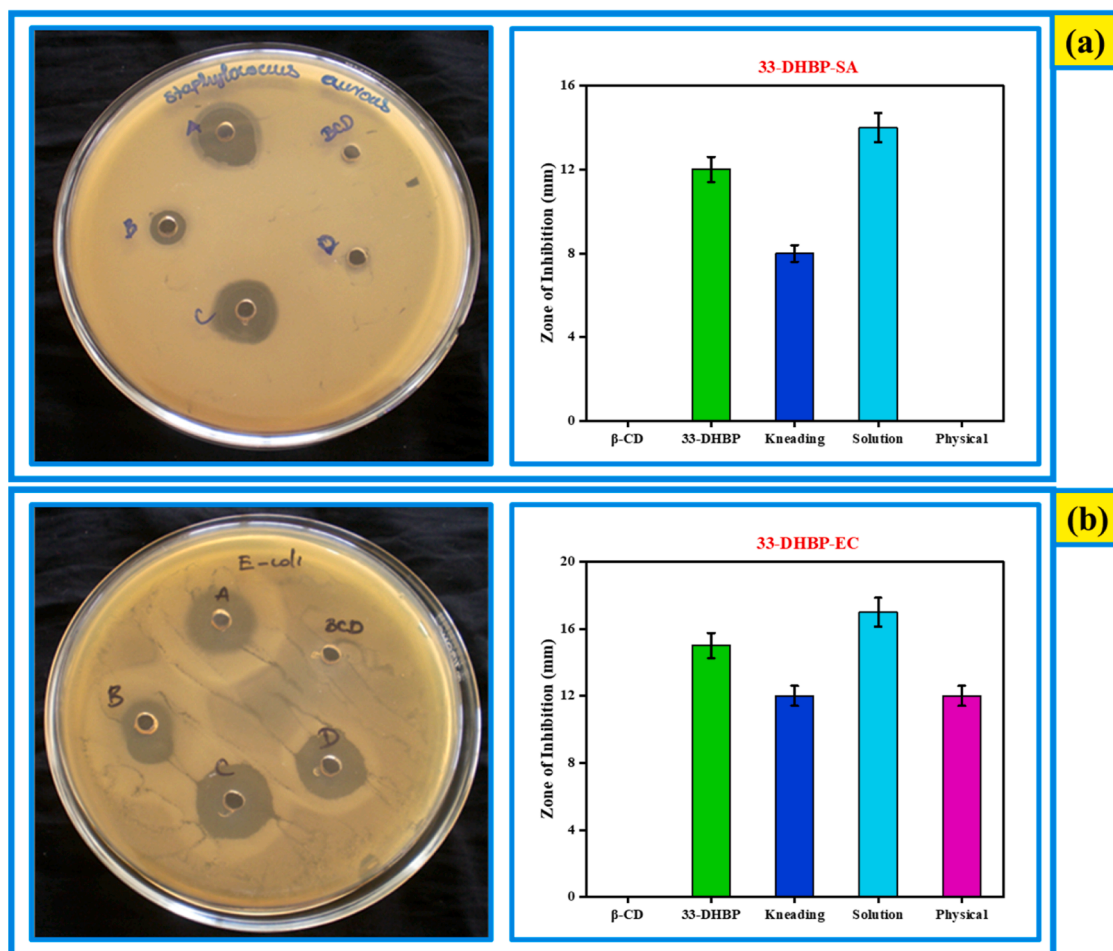 (a)
staphylococcus aurous
A
BCD
B
D
C
33-DHBP-SA
Zone of Inhibition (mm)
16
12
8
4
0
β-CD 33-DHBP Kneading Solution Physical
(b)
E-coli
A
BCD
B
D
C
33-DHBP-EC
Zone of Inhibition (mm)
20
16
12
8
4
0
β-CD 33-DHBP Kneading Solution Physical